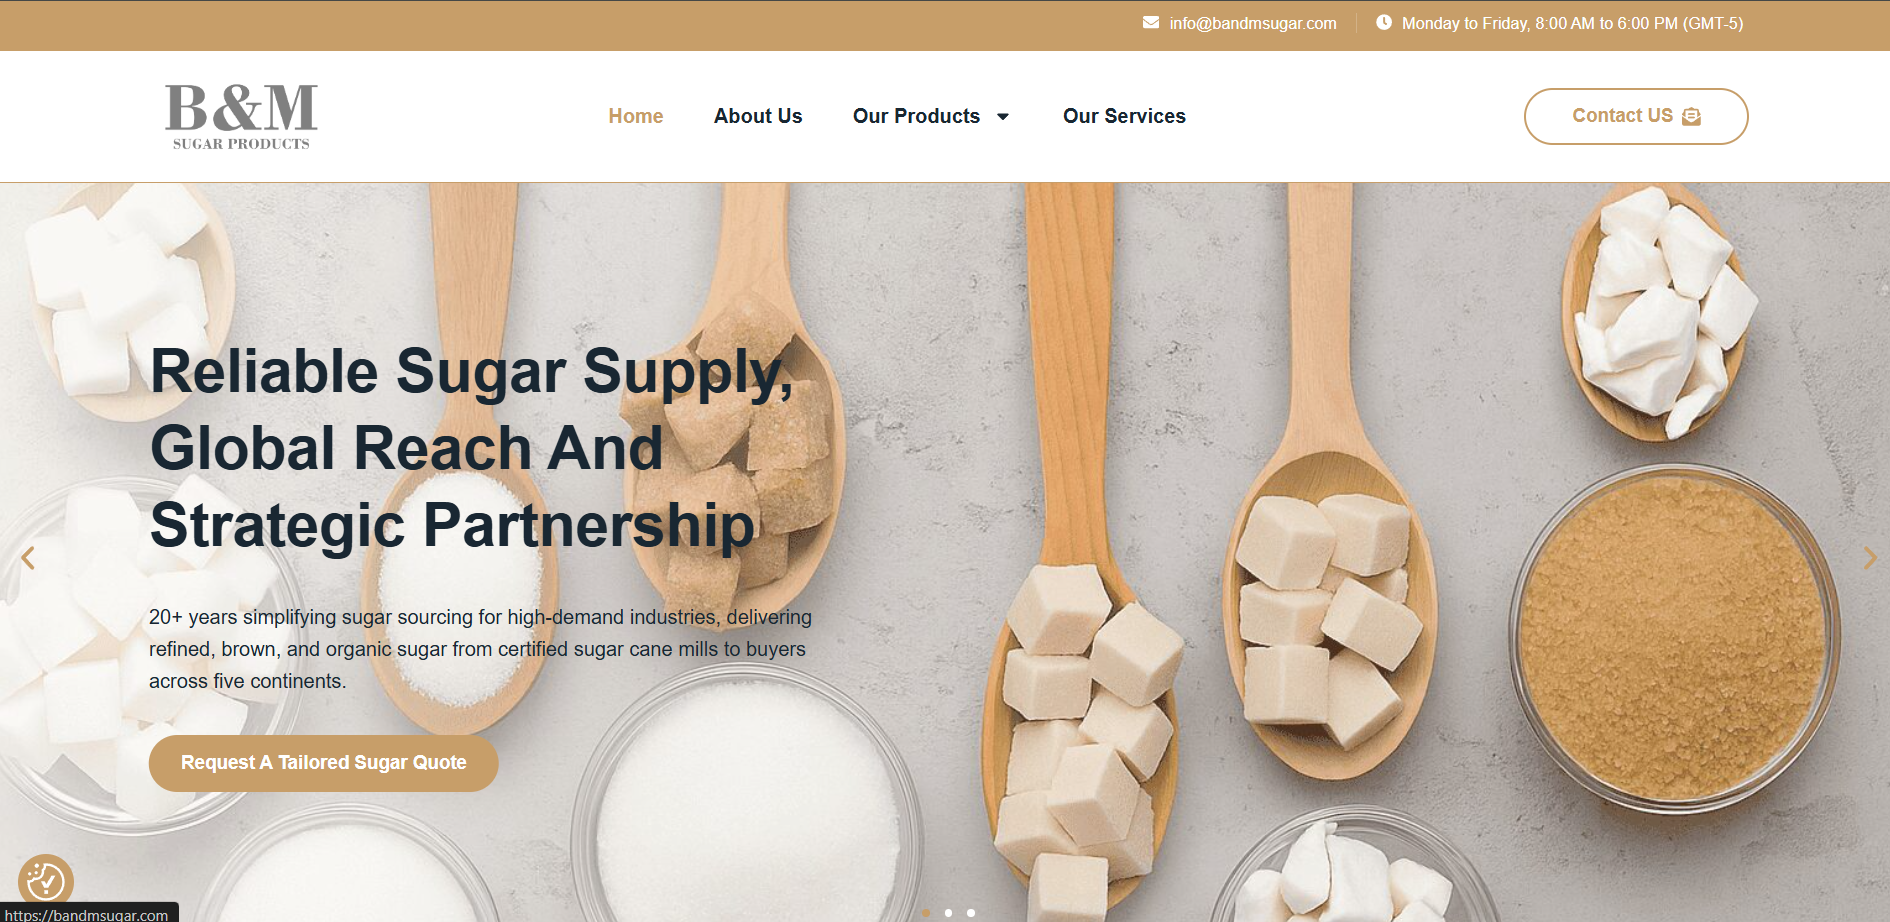 info@bandmsugar.com
Monday to Friday, 8:00 AM to 6:00 PM (GMT-5)
B&M
SUGAR PRODUCTS
Home
About Us
Our Products
Our Services
Contact US
Reliable Sugar Supply,
Global Reach And
Strategic Partnership
20+ years simplifying sugar sourcing for high-demand industries, delivering
refined, brown, and organic sugar from certified sugar cane mills to buyers
across five continents.
Request A Tailored Sugar Quote
https://bandmsugar.com